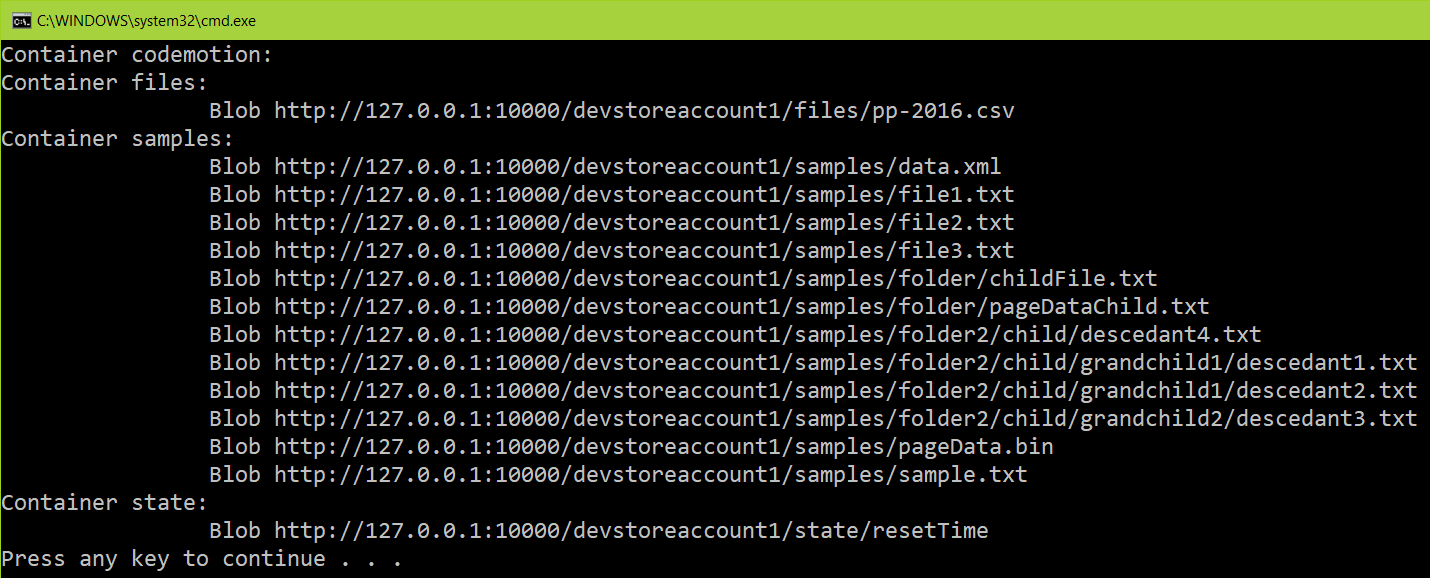 C:\WINDOWS\system32\cmd.exe
Container codemotion:
Container files:
Blob http://127.0.0.1:10000/devstoreaccount1/files/pp-2016.csv
Container samples:
Blob http://127.0.0.1:10000/devstoreaccount1/samples/data.xml
Blob http://127.0.0.1:10000/devstoreaccount1/samples/file1.txt
Blob http://127.0.0.1:10000/devstoreaccount1/samples/file2.txt
Blob http://127.0.0.1:10000/devstoreaccount1/samples/file3.txt
Blob http://127.0.0.1:10000/devstoreaccount1/samples/folder/childFile.txt
Blob http://127.0.0.1:10000/devstoreaccount1/samples/folder/pageDataChild.txt
Blob http://127.0.0.1:10000/devstoreaccount1/samples/folder2/child/descedant4.txt
Blob http://127.0.0.1:10000/devstoreaccount1/samples/folder2/child/grandchild1/descedant1.txt
Blob http://127.0.0.1:10000/devstoreaccount1/samples/folder2/child/grandchild1/descedant2.txt
Blob http://127.0.0.1:10000/devstoreaccount1/samples/folder2/child/grandchild2/descedant3.txt
Blob http://127.0.0.1:10000/devstoreaccount1/samples/pageData.bin
Blob http://127.0.0.1:10000/devstoreaccount1/samples/sample.txt
Container state:
Blob http://127.0.0.1:10000/devstoreaccount1/state/resetTime
Press any key to continue . . .